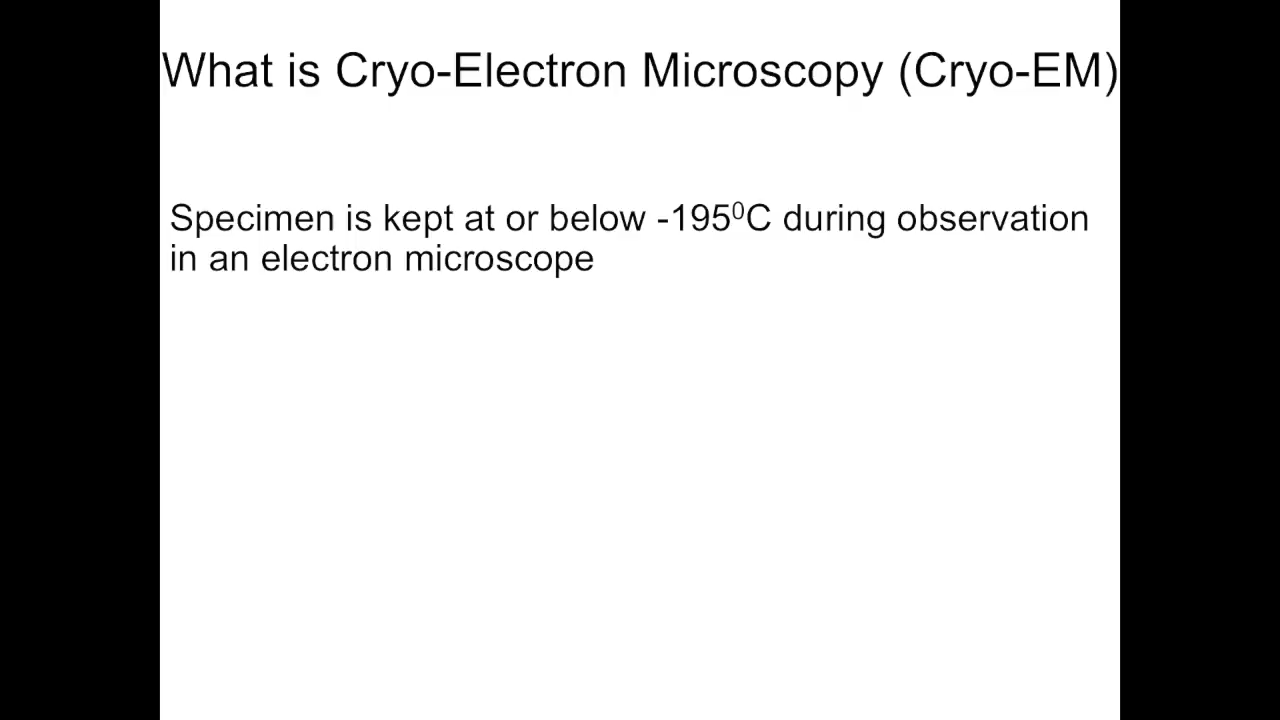 What is Cryo-Electron Microscopy (Cryo-EM)
Specimen is kept at or below -195⁰C during observation
in an electron microscope